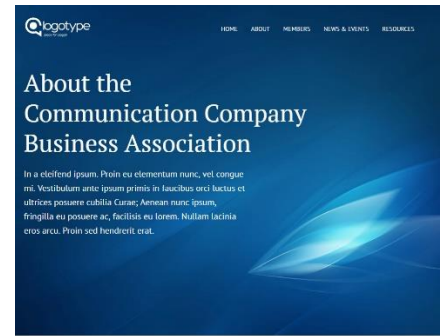 logotype
HOME ABOUT MEMBERS NEWS & EVENTS RESOURCES
About the
Communication Company
Business Association
In a eleifend ipsum. Proin eu elementum nunc, vel congue
mi. Vestibulum ante ipsum primis in faucibus orci luctus et
ultrices posuere cubilia Curae; Aenean nunc ipsum,
fringilla eu posuere ac, facilisis eu lorem. Nullam lacinia
eros arcu. Proin sed hendrerit erat.